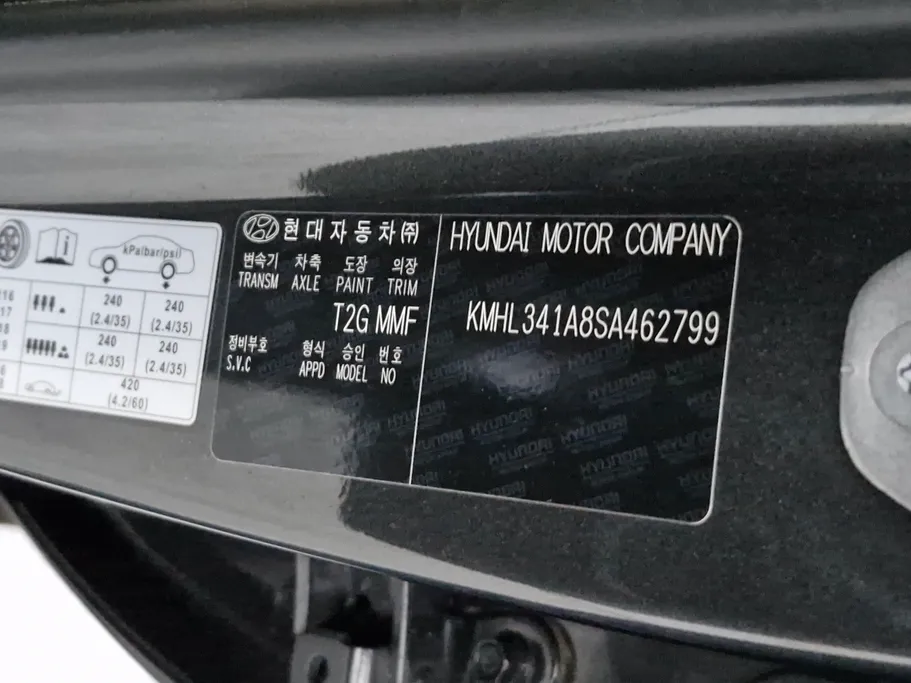 현대자동차(주)
변속기 차축 도장 의장
TRANSM AXLE PAINT TRIM
T2G MMF
정비부호 형식 승인 번호
S.V.C APPD MODEL NO
HYUNDAI MOTOR COMPANY
KMHL341A8SA462799
kPa(bar/psi)
240 240
(2.4/35) (2.4/35)
240 240
(2.4/35) (2.4/35)
420
(4.2/60)
HYUNDAI HYUNDAI HYUNDAI